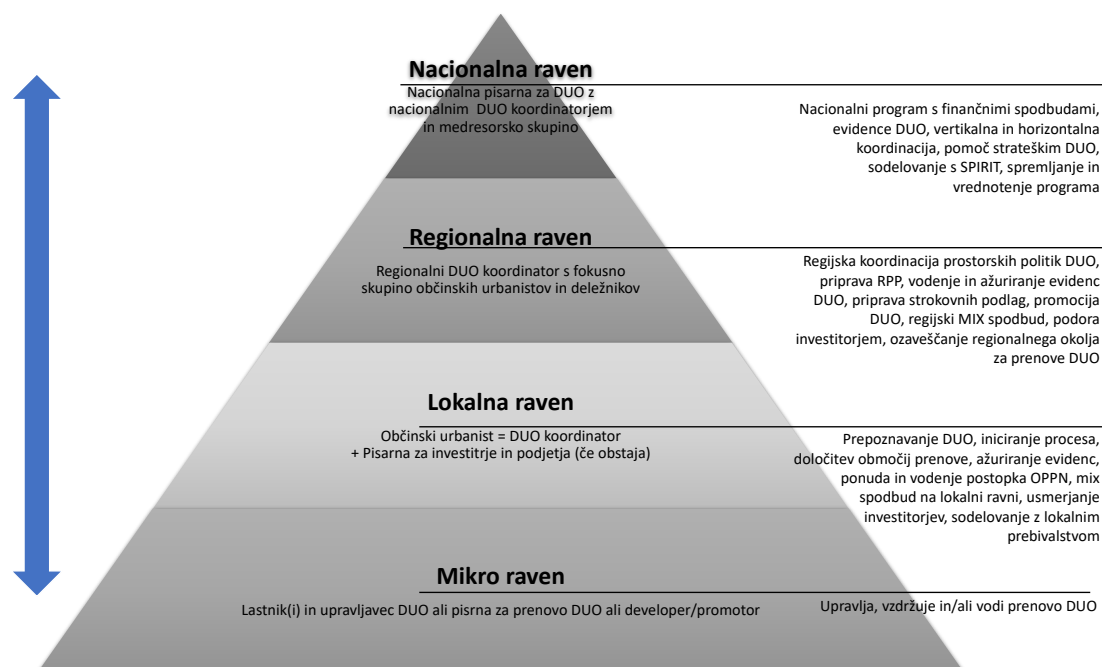 Nacionalna raven
Nacionalna pisarna za DUO z
nacionalnim DUO koordinatorjem
in medresorsko skupino
Nacionalni program s finančnimi spodbudami,
evidence DUO, vertikalna in horizontalna
koordinacija, pomoč strateškim DUO,
sodelovanje s SPIRIT, spremljanje in
vrednotenje programa
Regionalna raven
Regionalni DUO koordinator s fokusno
skupino občinskih urbanistov in deležnikov
Regijska koordinacija prostorskih politik DUO,
priprava RPP, vodenje in ažuriranje evidenc
DUO, priprava strokovnih podlag, promocija
DUO, regijski MIX spodbud, podora
investitorjem, ozaveščanje regionalnega okolja
za prenove DUO
Lokalna raven
Občinski urbanist = DUO koordinator
+ Pisarna za investitrje in podjetja (če obstaja)
Prepoznavanje DUO, iniciranje procesa,
določitev območij prenove, ažuriranje evidenc,
ponuda in vodenje postopka OPPN, mix
spodbud na lokalni ravni, usmerjanje
investitorjev, sodelovanje z lokalnim
prebivalstvom
Mikro raven
Lastnik(i) in upravljavec DUO ali pisrna za prenovo DUO ali developer/promotor
Upravlja, vzdržuje in/ali vodi prenovo DUO